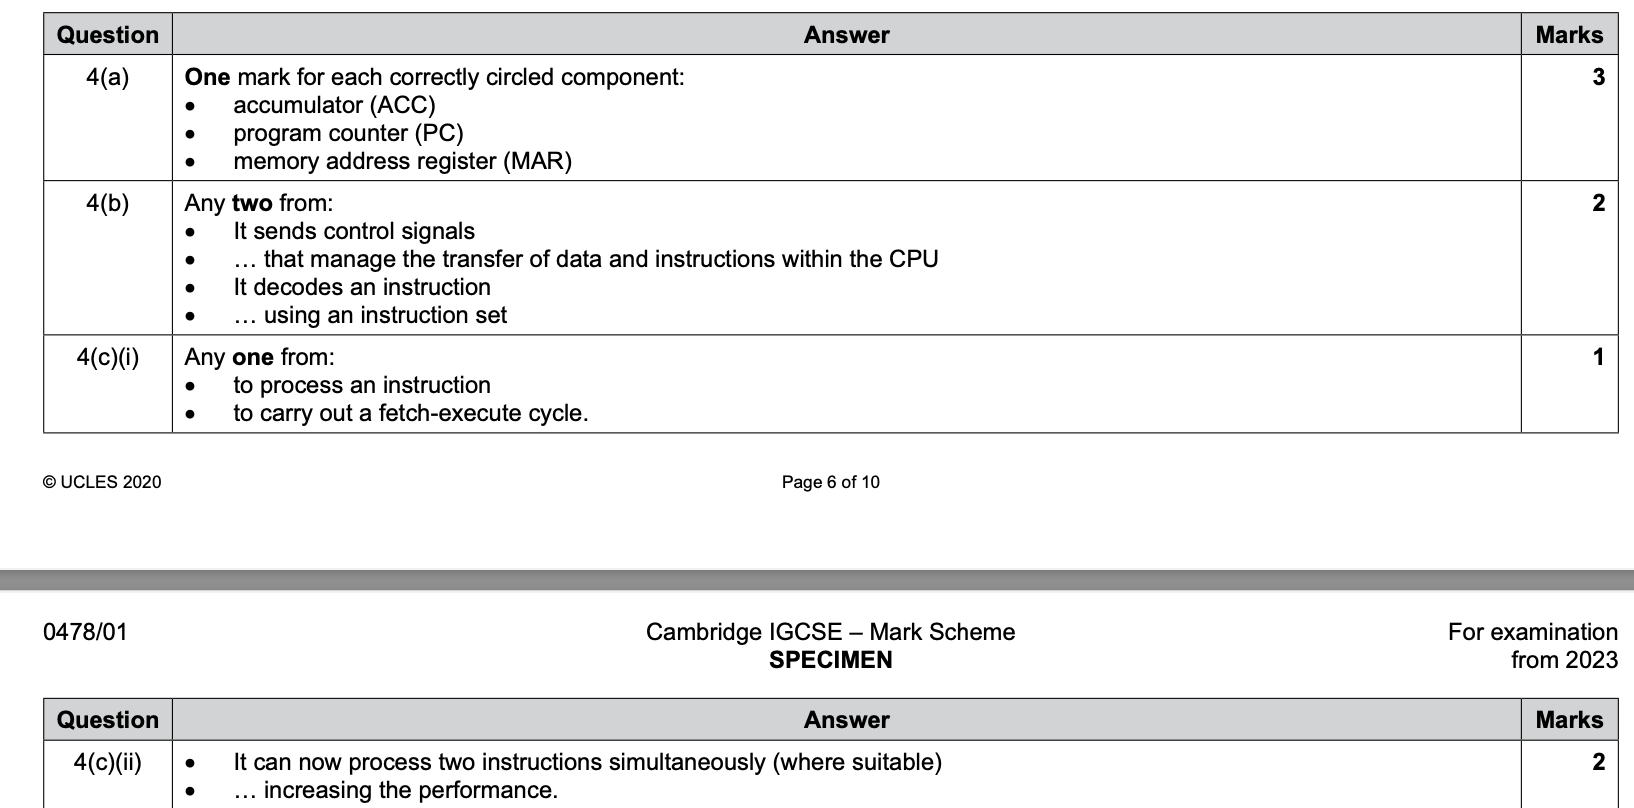 Question Answer Marks
4(a) One mark for each correctly circled component: 3
• accumulator (ACC)
• program counter (PC)
• memory address register (MAR)
4(b) Any two from: 2
• It sends control signals
• … that manage the transfer of data and instructions within the CPU
• It decodes an instruction
• … using an instruction set
4(c)(i) Any one from: 1
• to process an instruction
• to carry out a fetch-execute cycle.
© UCLES 2020 Page 6 of 10
0478/01 Cambridge IGCSE – Mark Scheme For examination
SPECIMEN from 2023
Question Answer Marks
4(c)(ii) • It can now process two instructions simultaneously (where suitable) 2
• … increasing the performance.